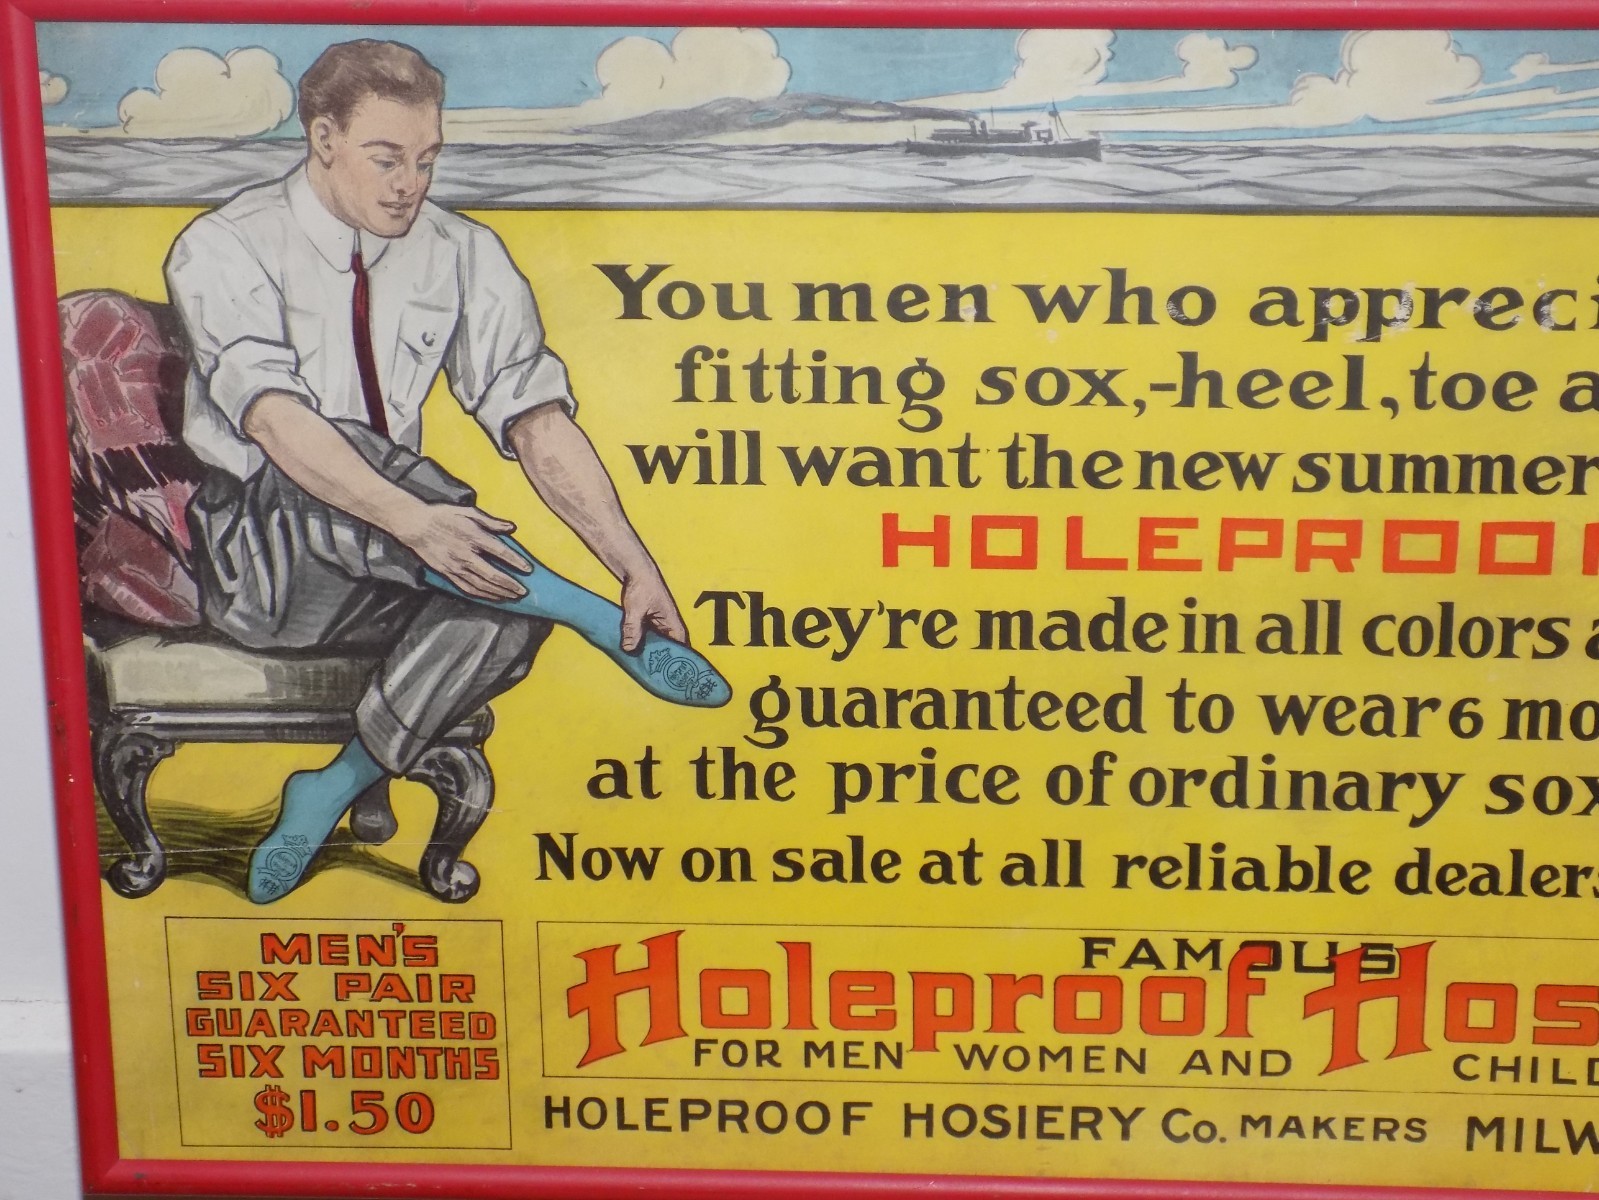 You men who appreci
fitting sox,-heel, toe a
will want the new summer
HOLEPROO
They're made in all colors a
guaranteed to wear 6 mo
at the price of ordinary sox
Now on sale at all reliable dealers
MEN'S
SIX PAIR
GUARANTEED
SIX MONTHS
$1.50
FAMOUS
Holeproof Hos
FOR MEN WOMEN AND CHILD
HOLEPROOF HOSIERY Co. MAKERS MILW